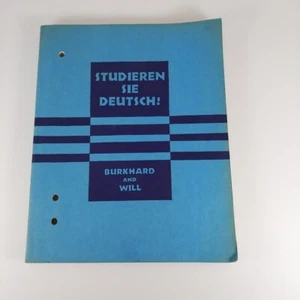 STUDIEREN
SIE
DEUTSCH!
BURKHARD
AND
WILL